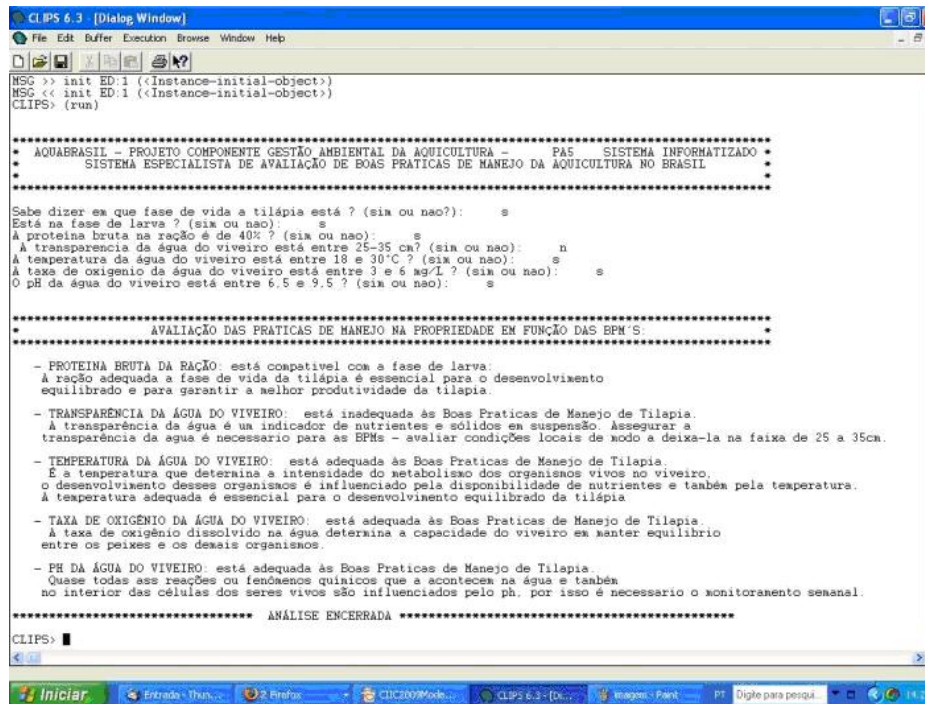 CLIPS 6.3 - [Dialog Window]
File Edit Buffer Execution Browse Window Help
MSG >> init ED:1 (<Instance-initial-object>)
MSG << init ED:1 (<Instance-initial-object>)
CLIPS> (run)
******************************************************************************************
* AQUABRASIL - PROJETO COMPONENTE GESTÃO AMBIENTAL DA AQUICULTURA - PA5 SISTEMA INFORMATIZADO *
* SISTEMA ESPECIALISTA DE AVALIAÇÃO DE BOAS PRATICAS DE MANEJO DA AQUICULTURA NO BRASIL *
* *
******************************************************************************************
Sabe dizer em que fase de vida a tilápia está ? (sim ou nao?): s
Está na fase de larva ? (sim ou nao): s
À proteína bruta na ração é de 40% ? (sim ou nao): s
À transparencia da água do viveiro está entre 25-35 cm? (sim ou nao): n
À temperatura da água do viveiro está entre 18 e 30°C ? (sim ou nao): s
À taxa de oxigenio da água do viveiro está entre 3 e 6 mg/L ? (sim ou nao): s
O pH da água do viveiro está entre 6.5 e 9.5 ? (sim ou nao): s
******************************************************************************************
* AVALIAÇÃO DAS PRATICAS DE MANEJO NA PROPRIEDADE EM FUNÇÃO DAS BPM´S: *
******************************************************************************************
- PROTEINA BRUTA DA RAÇÃO: está compativel com a fase de larva:
À ração adequada a fase de vida da tilápia é essencial para o desenvolvimento
equilibrado e para garantir a melhor produtividade da tilapia.
- TRANSPARÊNCIA DA ÁGUA DO VIVEIRO: está inadequada às Boas Praticas de Manejo de Tilapia.
À transparência da água é um indicador de nutrientes e sólidos em suspensão. Assegurar a
transparência da agua é necessario para as BPMs - avaliar condições locais de modo a deixa-la na faixa de 25 a 35cm.
- TEMPERATURA DA ÁGUA DO VIVEIRO: está adequada às Boas Praticas de Manejo de Tilapia.
É a temperatura que determina a intensidade do metabolismo dos organismos vivos no viveiro,
o desenvolvimento desses organismos é influenciado pela disponibilidade de nutrientes e também pela temperatura.
À temperatura adequada é essencial para o desenvolvimento equilibrado da tilápia
- TAXA DE OXIGÊNIO DA ÁGUA DO VIVEIRO: está adequada às Boas Praticas de Manejo de Tilapia.
À taxa de oxigênio dissolvido na água determina a capacidade do viveiro em manter equilibrio
entre os peixes e os demais organismos.
- PH DA ÁGUA DO VIVEIRO: está adequada às Boas Praticas de Manejo de Tilapia.
Quase todas ass reações ou fenômenos químicos que a acontecem na água e também
no interior das células dos seres vivos são influenciados pelo ph, por isso é necessario o monitoramento semanal.
******************************** ANÁLISE ENCERRADA ****************************************
CLIPS>
Iniciar Entrada - Thun... 2 Firefox CIIC2009Mode... CLIPS 6.3 - [Di... imagem - Paint PT Digite para pesqui...